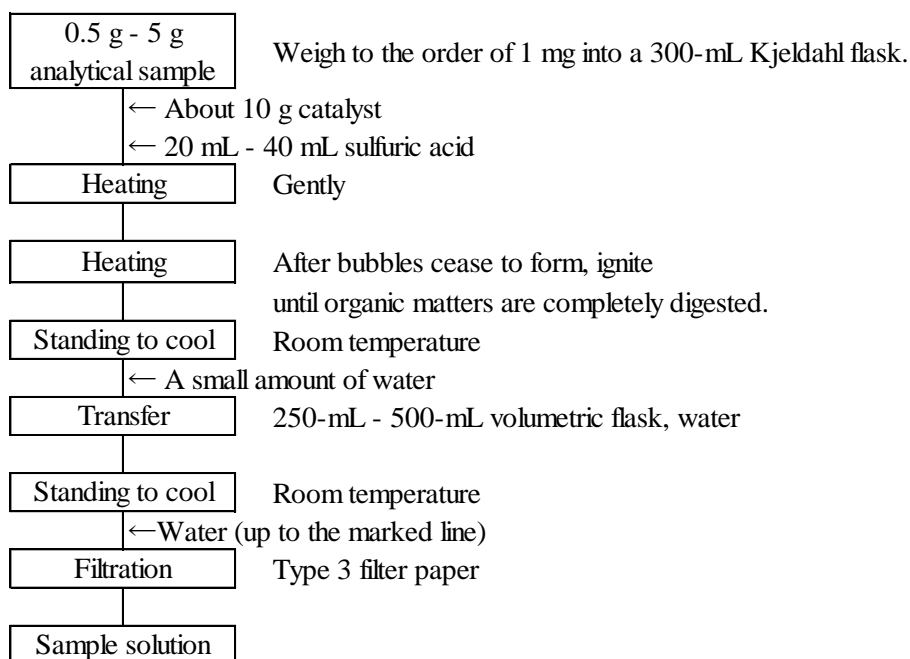 0.5 g - 5 g
analytical sample
Weigh to the order of 1 mg into a 300-mL Kjeldahl flask.
← About 10 g catalyst
← 20 mL - 40 mL sulfuric acid
Heating
Gently
Heating
After bubbles cease to form, ignite
until organic matters are completely digested.
Standing to cool
Room temperature
← A small amount of water
Transfer
250-mL - 500-mL volumetric flask, water
Standing to cool
Room temperature
←Water (up to the marked line)
Filtration
Type 3 filter paper
Sample solution